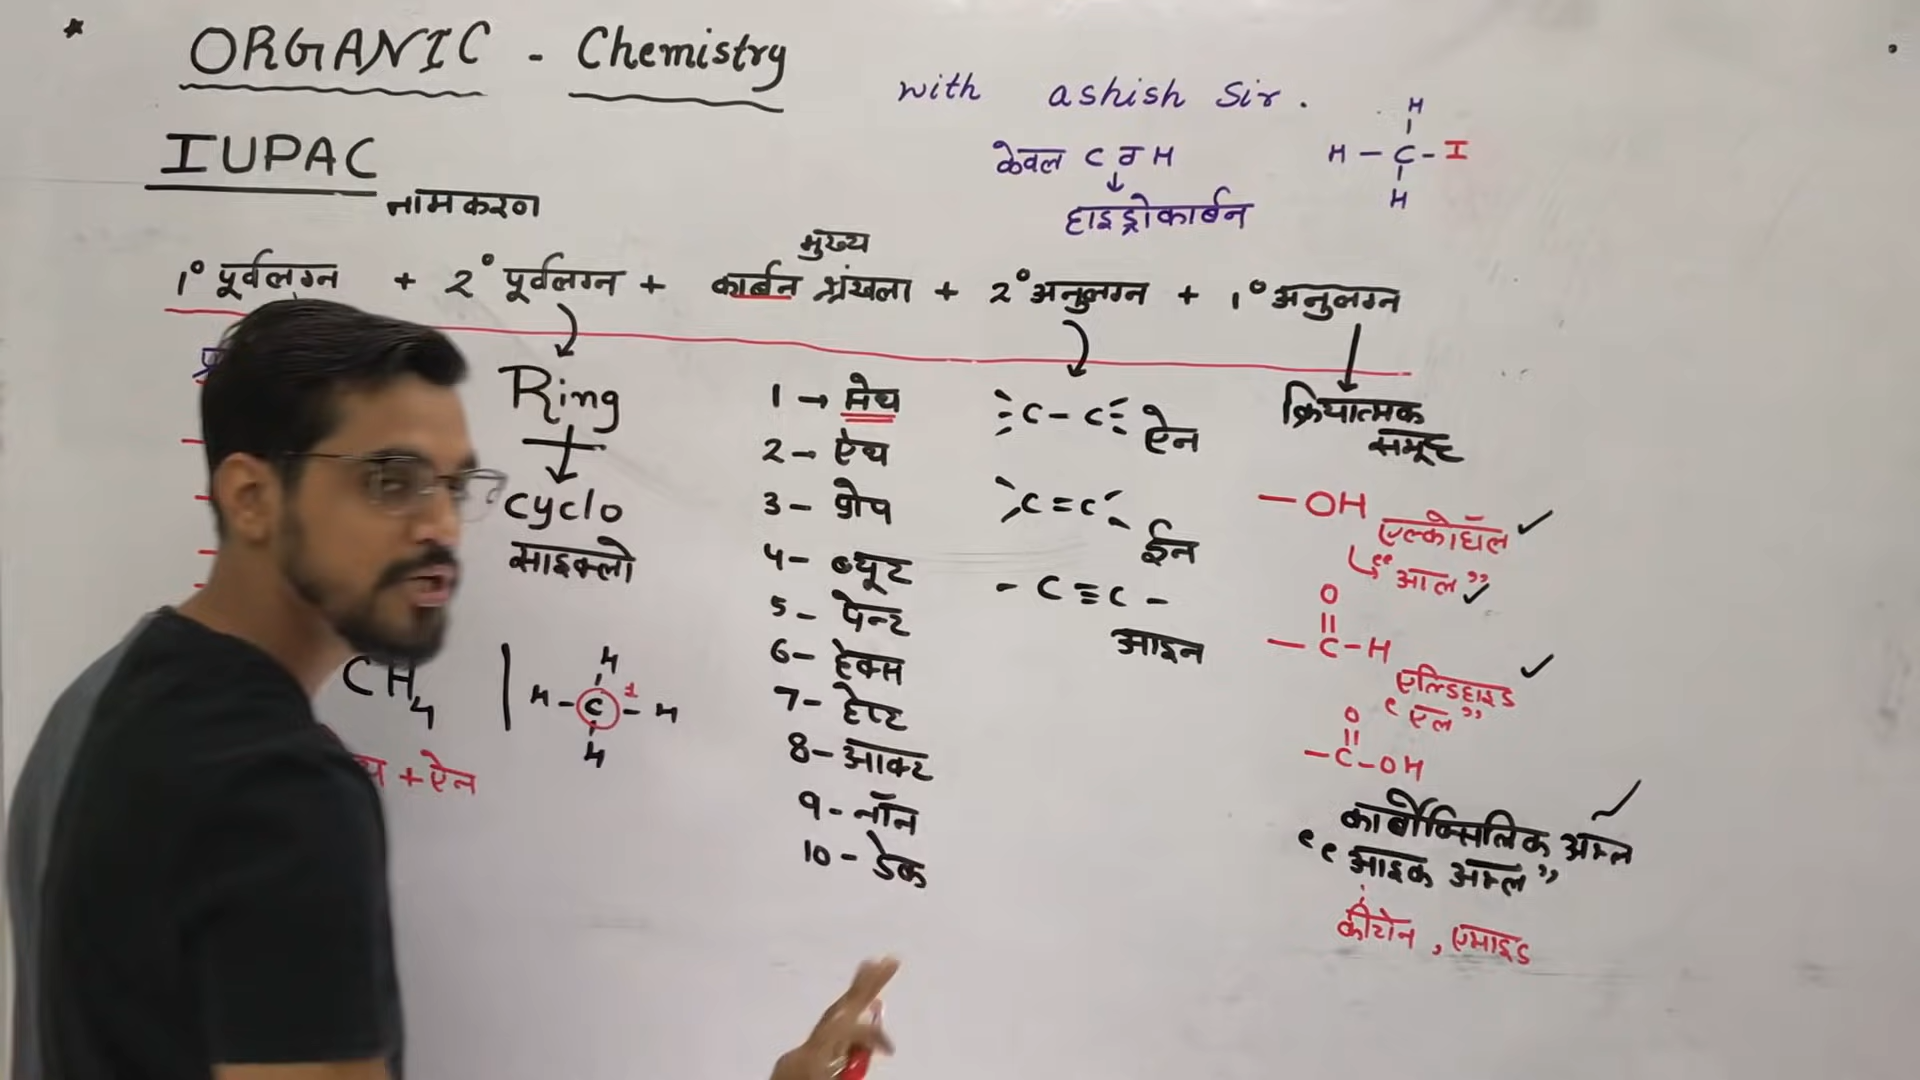 ORGANIC - Chemistry
with ashish Sir.
IUPAC
नामकरण
केवल C व H
हाइड्रोकार्बन
H
H - C - I
H
मुख्य
1° पूर्वलग्न + 2° पूर्वलग्न + कार्बन श्रंखला + 2° अनुलग्न + 1° अनुलग्न
Ring
cyclo
साइक्लो
CH4
H
H - C - H 1
H
+ ऐन
1 → मेथ
2 - ऐथ
3 - प्रोप
4 - ब्यूट
5 - पेन्ट
6 - हेक्स
7 - हेप्ट
8 - आक्ट
9 - नॉन
10 - डेक
C - C ऐन
C = C ईन
- C ≡ C -
आइन
क्रियात्मक
समूह
- OH एल्कोहॉल
"आल"
O
- C - H
एल्डिहाइड
"एल"
O
- C - OH
कार्बोक्सिलिक अम्ल
"आइक अम्ल"
कीटोन, एमाइड